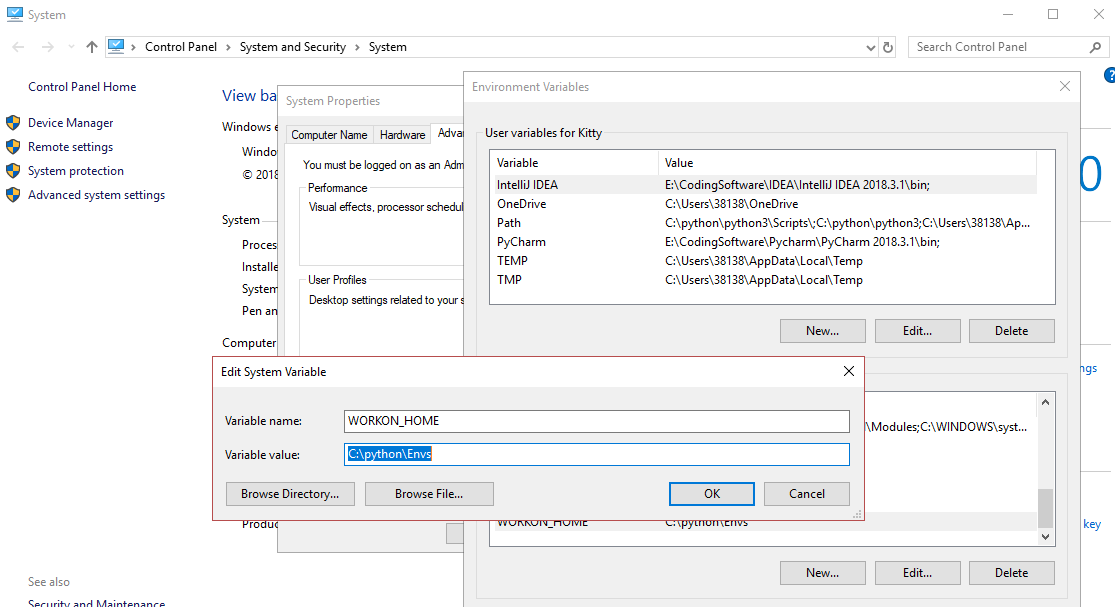 System
Control Panel > System and Security > System
Search Control Panel
Control Panel Home
Device Manager
Remote settings
System protection
Advanced system settings
See also
Security and Maintenance
View ba
Windows e
Windo
© 2018
System
Proces
Installe
System
Pen an
Computer
Produc
System Properties
Computer Name
Hardware
Advan
You must be logged on as an Adm
Performance
Visual effects, processor schedul
User Profiles
Desktop settings related to your s
Environment Variables
User variables for Kitty
Variable Value
IntelliJ IDEA E:\CodingSoftware\IDEA\IntelliJ IDEA 2018.3.1\bin;
OneDrive C:\Users\38138\OneDrive
Path C:\python\python3\Scripts\;C:\python\python3;C:\Users\38138\Ap...
PyCharm E:\CodingSoftware\Pycharm\PyCharm 2018.3.1\bin;
TEMP C:\Users\38138\AppData\Local\Temp
TMP C:\Users\38138\AppData\Local\Temp
New... Edit... Delete
Edit System Variable
Variable name: WORKON_HOME
Variable value: C:\python\Envs
Browse Directory... Browse File... OK Cancel
\Modules;C:\WINDOWS\syst...
WORKON_HOME C:\python\Envs
New... Edit... Delete
0
ngs
key
?